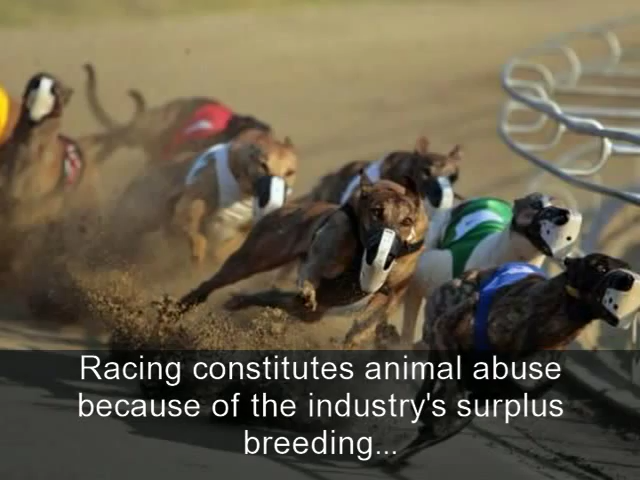 Racing constitutes animal abuse
because of the industry's surplus
breeding...